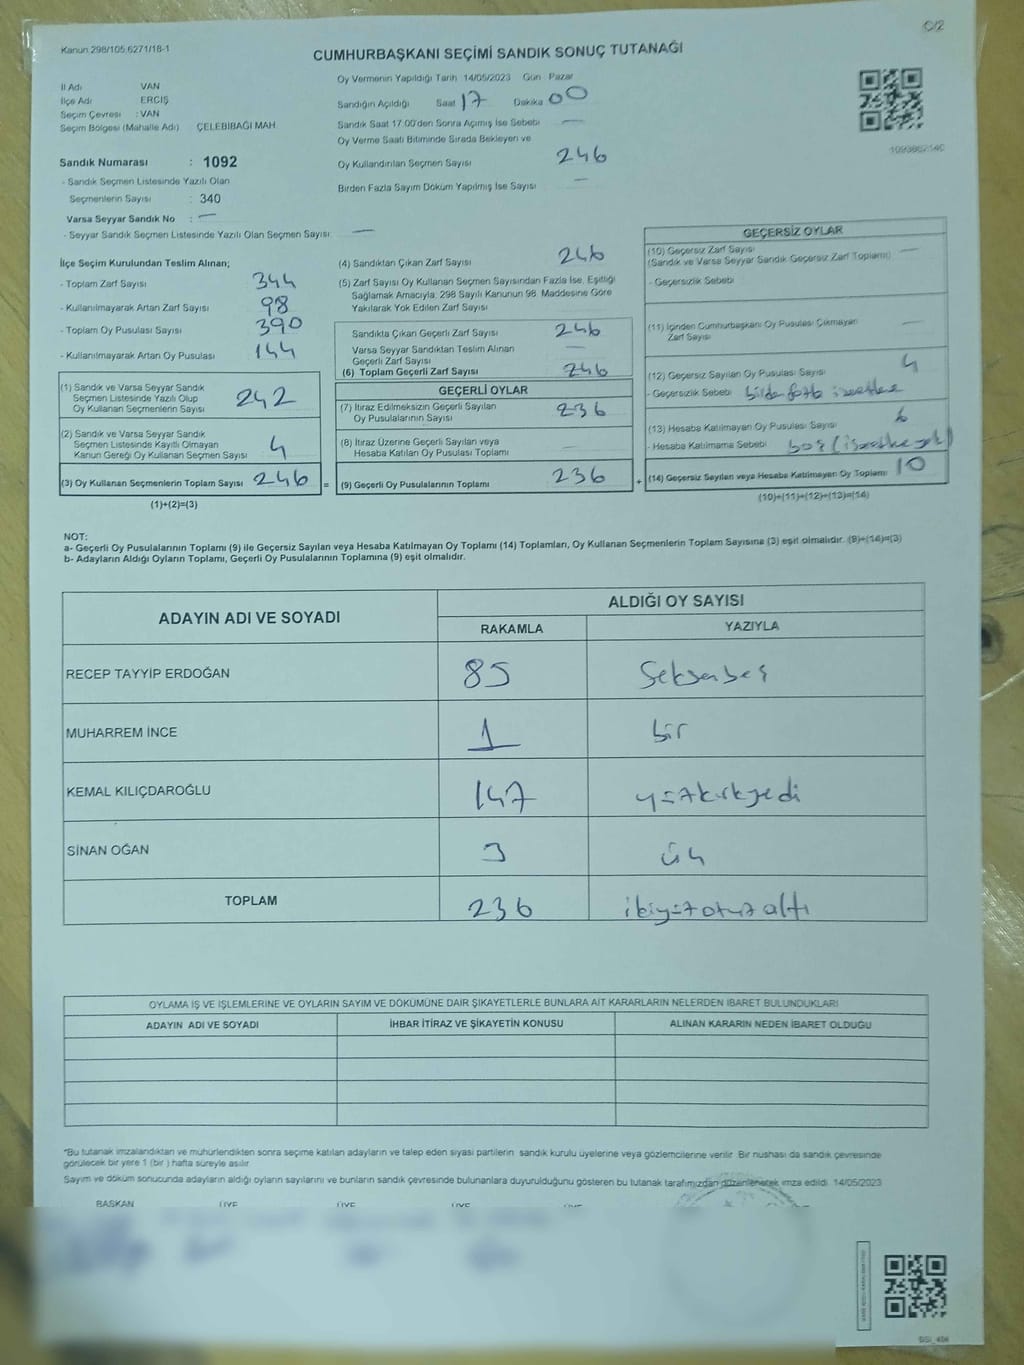 C/2
Kanun 298/105,6271/18-1
CUMHURBAŞKANI SEÇİMİ SANDIK SONUÇ TUTANAĞI
İl Adı VAN
İlçe Adı ERCİŞ
Seçim Çevresi : VAN
Seçim Bölgesi (Mahalle Adı) ÇELEBİBAĞI MAH.
Sandık Numarası : 1092
- Sandık Seçmen Listesinde Yazılı Olan
Seçmenlerin Sayısı : 340
Varsa Seyyar Sandık No : —
- Seyyar Sandık Seçmen Listesinde Yazılı Olan Seçmen Sayısı: —
Oy Vermenin Yapıldığı Tarih 14/05/2023 Gün Pazar
Sandığın Açıldığı Saat 17 Dakika 00
Sandık Saat 17.00'den Sonra Açımış İse Sebebi —
Oy Verme Saati Bitiminde Sırada Bekleyen ve
Oy Kullandırılan Seçmen Sayısı 246
Birden Fazla Sayım Döküm Yapılmış İse Sayısı —
İlçe Seçim Kurulundan Teslim Alınan;
- Toplam Zarf Sayısı 344
- Kullanılmayarak Artan Zarf Sayısı 98
- Toplam Oy Pusulası Sayısı 390
- Kullanılmayarak Artan Oy Pusulası 144
(1) Sandık ve Varsa Seyyar Sandık
Seçmen Listesinde Yazılı Olup
Oy Kullanan Seçmenlerin Sayısı 242
(2) Sandık ve Varsa Seyyar Sandık
Seçmen Listesinde Kayıtlı Olmayan
Kanun Gereği Oy Kullanan Seçmen Sayısı 4
(3) Oy Kullanan Seçmenlerin Toplam Sayısı 246 =
(1)+(2)=(3)
(4) Sandıktan Çıkan Zarf Sayısı 246
(5) Zarf Sayısı Oy Kullanan Seçmen Sayısından Fazla İse, Eşitliği
Sağlamak Amacıyla, 298 Sayılı Kanunun 98. Maddesine Göre
Yakılarak Yok Edilen Zarf Sayısı
Sandıkta Çıkan Geçerli Zarf Sayısı 246
Varsa Seyyar Sandıktan Teslim Alınan
Geçerli Zarf Sayısı —
(6) Toplam Geçerli Zarf Sayısı 246
GEÇERLİ OYLAR
(7) İtiraz Edilmeksizin Geçerli Sayılan
Oy Pusulalarının Sayısı 236
(8) İtiraz Üzerine Geçerli Sayılan veya
Hesaba Katılan Oy Pusulası Toplamı
(9) Geçerli Oy Pusulalarının Toplamı 236 +
GEÇERSİZ OYLAR
(10) Geçersiz Zarf Sayısı —
(Sandık ve Varsa Seyyar Sandık Geçersiz Zarf Toplamı)
- Geçersizlik Sebebi
(11) İçinden Cumhurbaşkanı Oy Pusulası Çıkmayan —
Zarf Sayısı
(12) Geçersiz Sayılan Oy Pusulası Sayısı 4
- Geçersizlik Sebebi birden fazla
(13) Hesaba Katılmayan Oy Pusulası Sayısı 6
- Hesaba Katılmama Sebebi boş
(14) Geçersiz Sayılan veya Hesaba Katılmayan Oy Toplamı 10
(10)+(11)+(12)+(13)=(14)
NOT:
a- Geçerli Oy Pusulalarının Toplamı (9) ile Geçersiz Sayılan veya Hesaba Katılmayan Oy Toplamı (14) Toplamları, Oy Kullanan Seçmenlerin Toplam Sayısına (3) eşit olmalıdır. (9)+(14)=(3)
b- Adayların Aldığı Oyların Toplamı, Geçerli Oy Pusulalarının Toplamına (9) eşit olmalıdır.
ADAYIN ADI VE SOYADI ALDIĞI OY SAYISI
RAKAMLA YAZIYLA
RECEP TAYYİP ERDOĞAN 85 Seksenbeş
MUHARREM İNCE 1 bir
KEMAL KILIÇDAROĞLU 147 yüzkırkyedi
SİNAN OĞAN 3 üç
TOPLAM 236 ikiyüzotuzaltı
OYLAMA İŞ VE İŞLEMLERİNE VE OYLARIN SAYIM VE DÖKÜMÜNE DAİR ŞİKAYETLERLE BUNLARA AİT KARARLARIN NELERDEN İBARET BULUNDUKLARI
ADAYIN ADI VE SOYADI İHBAR İTİRAZ VE ŞİKAYETİN KONUSU ALINAN KARARIN NEDEN İBARET OLDUĞU
*Bu tutanak imzalandıktan ve mühürlendikten sonra seçime katılan adayların ve talep eden siyasi partilerin sandık kurulu üyelerine veya gözlemcilerine verilir. Bir nushası da sandık çevresinde
görülecek bir yere 1 (bir ) hafta süreyle asılır.
Sayım ve döküm sonucunda adayların aldığı oyların sayılarını ve bunların sandık çevresinde bulunanlara duyurulduğunu gösteren bu tutanak tarafımızdan düzenlenerek imza edildi. 14/05/2023
BAŞKAN ÜYE ÜYE ÜYE ÜYE